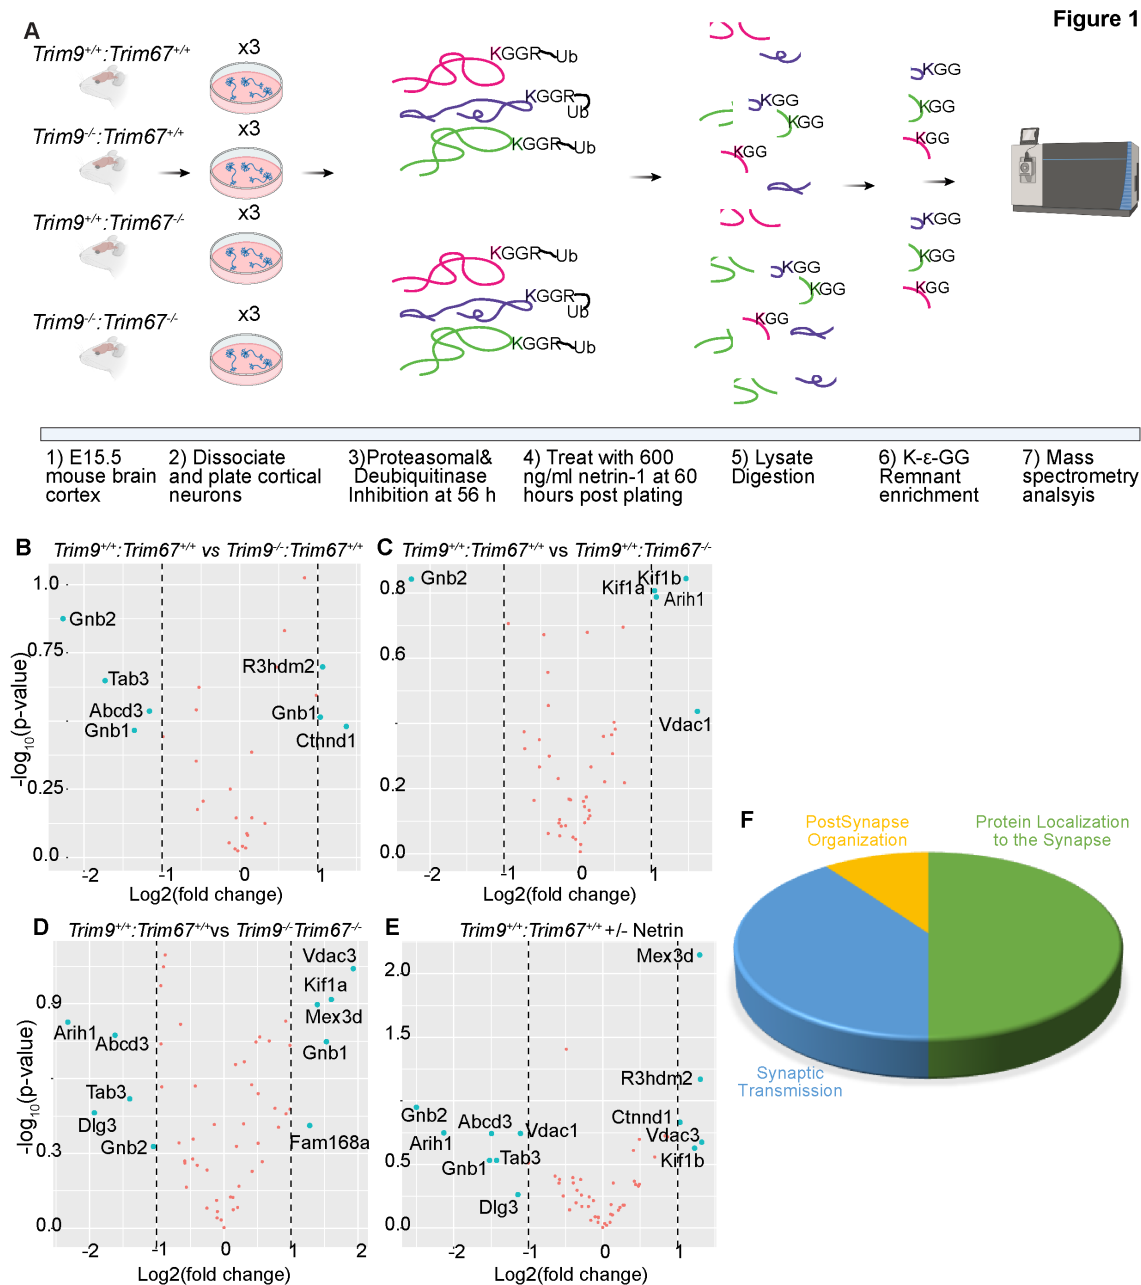 Figure 1
A
Trim9+/+:Trim67+/+
x3
Trim9-/-:Trim67+/+
x3
Trim9+/+:Trim67-/-
x3
Trim9-/-:Trim67-/-
x3
KGGR Ub
KGGR
Ub
KGGR Ub
KGGR Ub
KGGR
Ub
KGGR Ub
KGG
KGG
KGG
KGG
KGG
KGG
KGG
KGG
KGG
KGG
KGG
KGG
1) E15.5
mouse brain
cortex
2) Dissociate
and plate cortical
neurons
3)Proteasomal&
Deubiquitinase
Inhibition at 56 h
4) Treat with 600
ng/ml netrin-1 at 60
hours post plating
5) Lysate
Digestion
6) K-ε-GG
Remnant
enrichment
7) Mass
spectrometry
analsyis
B
Trim9+/+:Trim67+/+ vs Trim9-/-:Trim67+/+
-log10(p-value)
1.0
0.75
0.25
0.0
Gnb2
Tab3
Abcd3
Gnb1
R3hdm2
Gnb1
Ctnnd1
-2 -1 0 1
Log2(fold change)
C
Trim9+/+:Trim67+/+ vs Trim9+/+:Trim67-/-
0.8
0.6
0.4
0.2
0.0
Gnb2
Kif1b
Kif1a
Arih1
Vdac1
-2 -1 0 1
Log2(fold change)
D
Trim9+/+:Trim67+/+vs Trim9-/-Trim67-/-
-log10(p-value)
0.9
0.3
0.0
Vdac3
Kif1a
Mex3d
Gnb1
Arih1
Abcd3
Tab3
Dlg3
Gnb2
Fam168a
-2 -1 0 1 2
Log2(fold change)
E
Trim9+/+:Trim67+/+ +/- Netrin
2.0
1.5
1
0.5
0.0
Mex3d
R3hdm2
Ctnnd1
Vdac3
Kif1b
Gnb2
Arih1
Abcd3
Vdac1
Gnb1
Tab3
Dlg3
-2 -1 0 1
Log2(fold change)
F
PostSynapse
Organization
Protein Localization
to the Synapse
Synaptic
Transmission